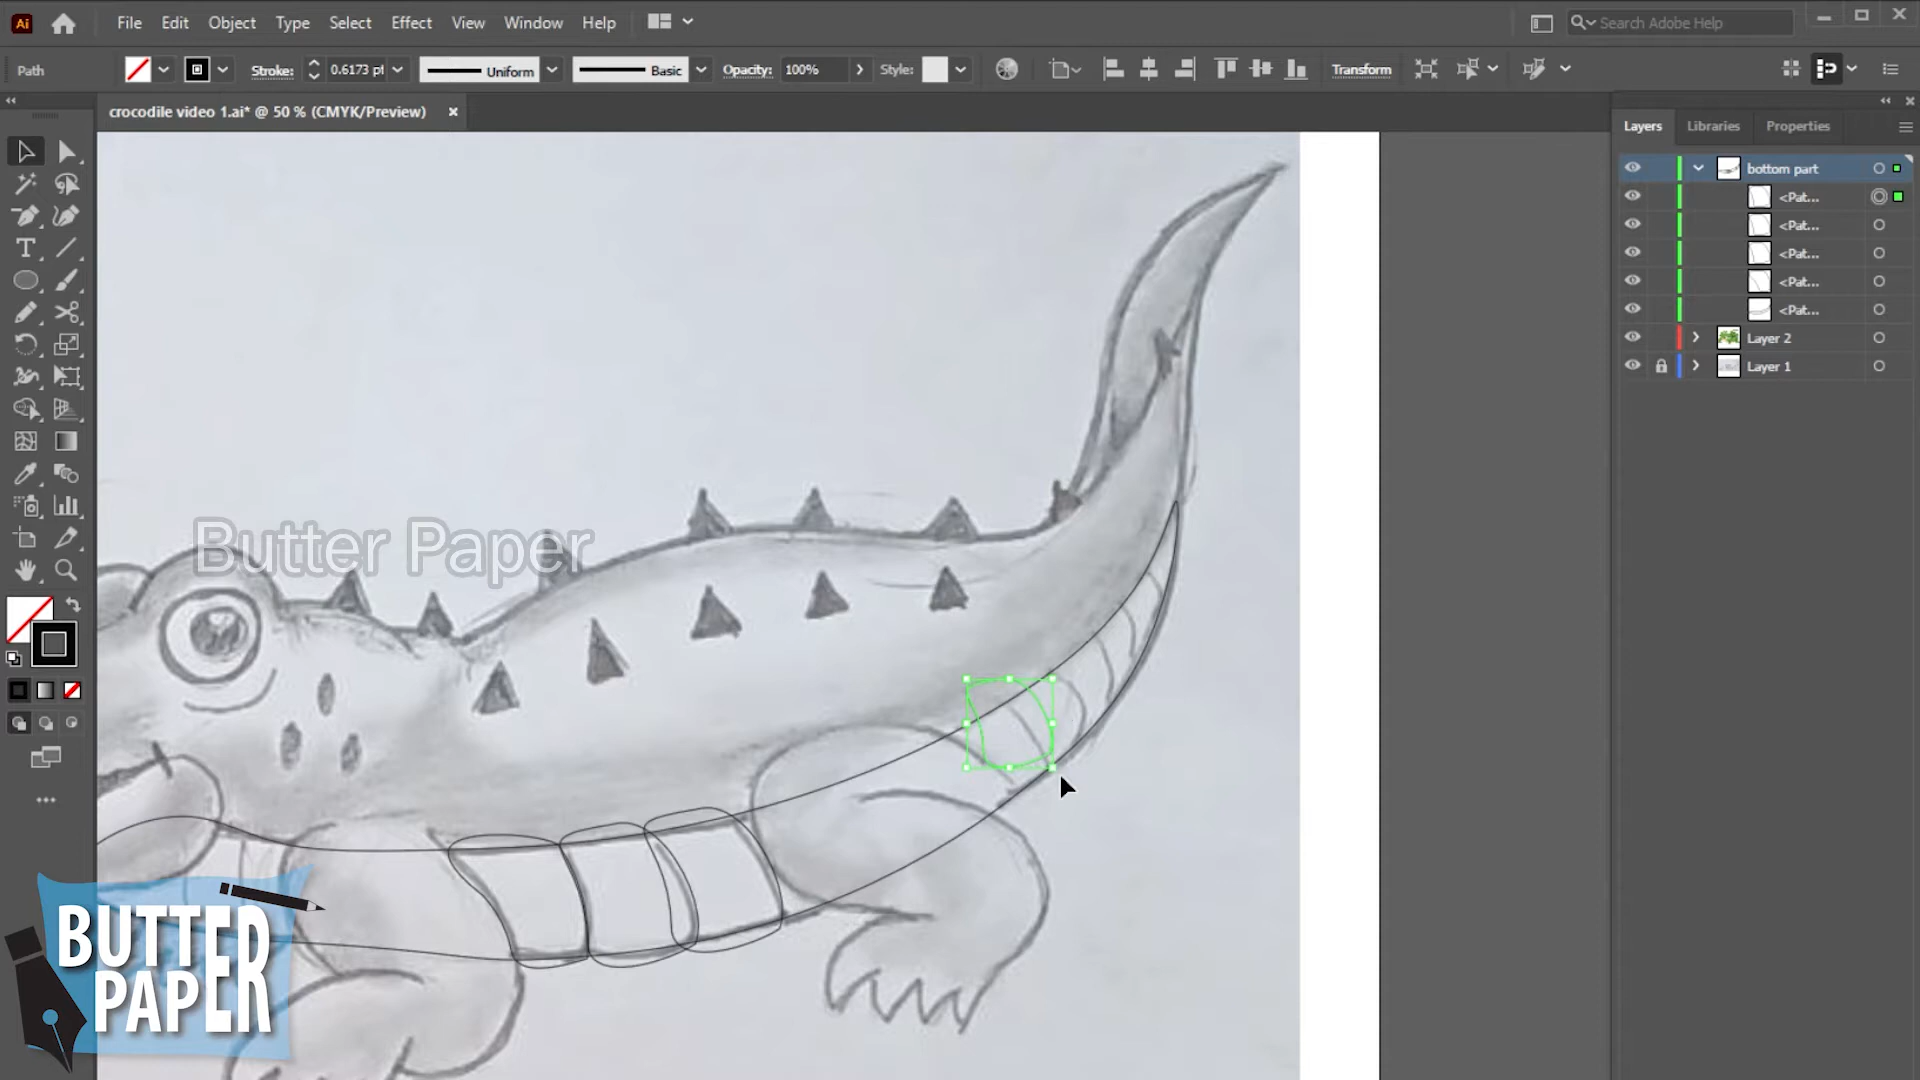 Ai File Edit Object Type Select Effect View Window Help Search Adobe Help
Path Stroke: 0.6173 pt Uniform Basic Opacity: 100% Style: Transform
crocodile video 1.ai* @ 50 % (CMYK/Preview)
Layers Libraries Properties
bottom part
<Pat...
<Pat...
<Pat...
<Pat...
<Pat...
Layer 2
Layer 1
Butter Paper
BUTTER
PAPER